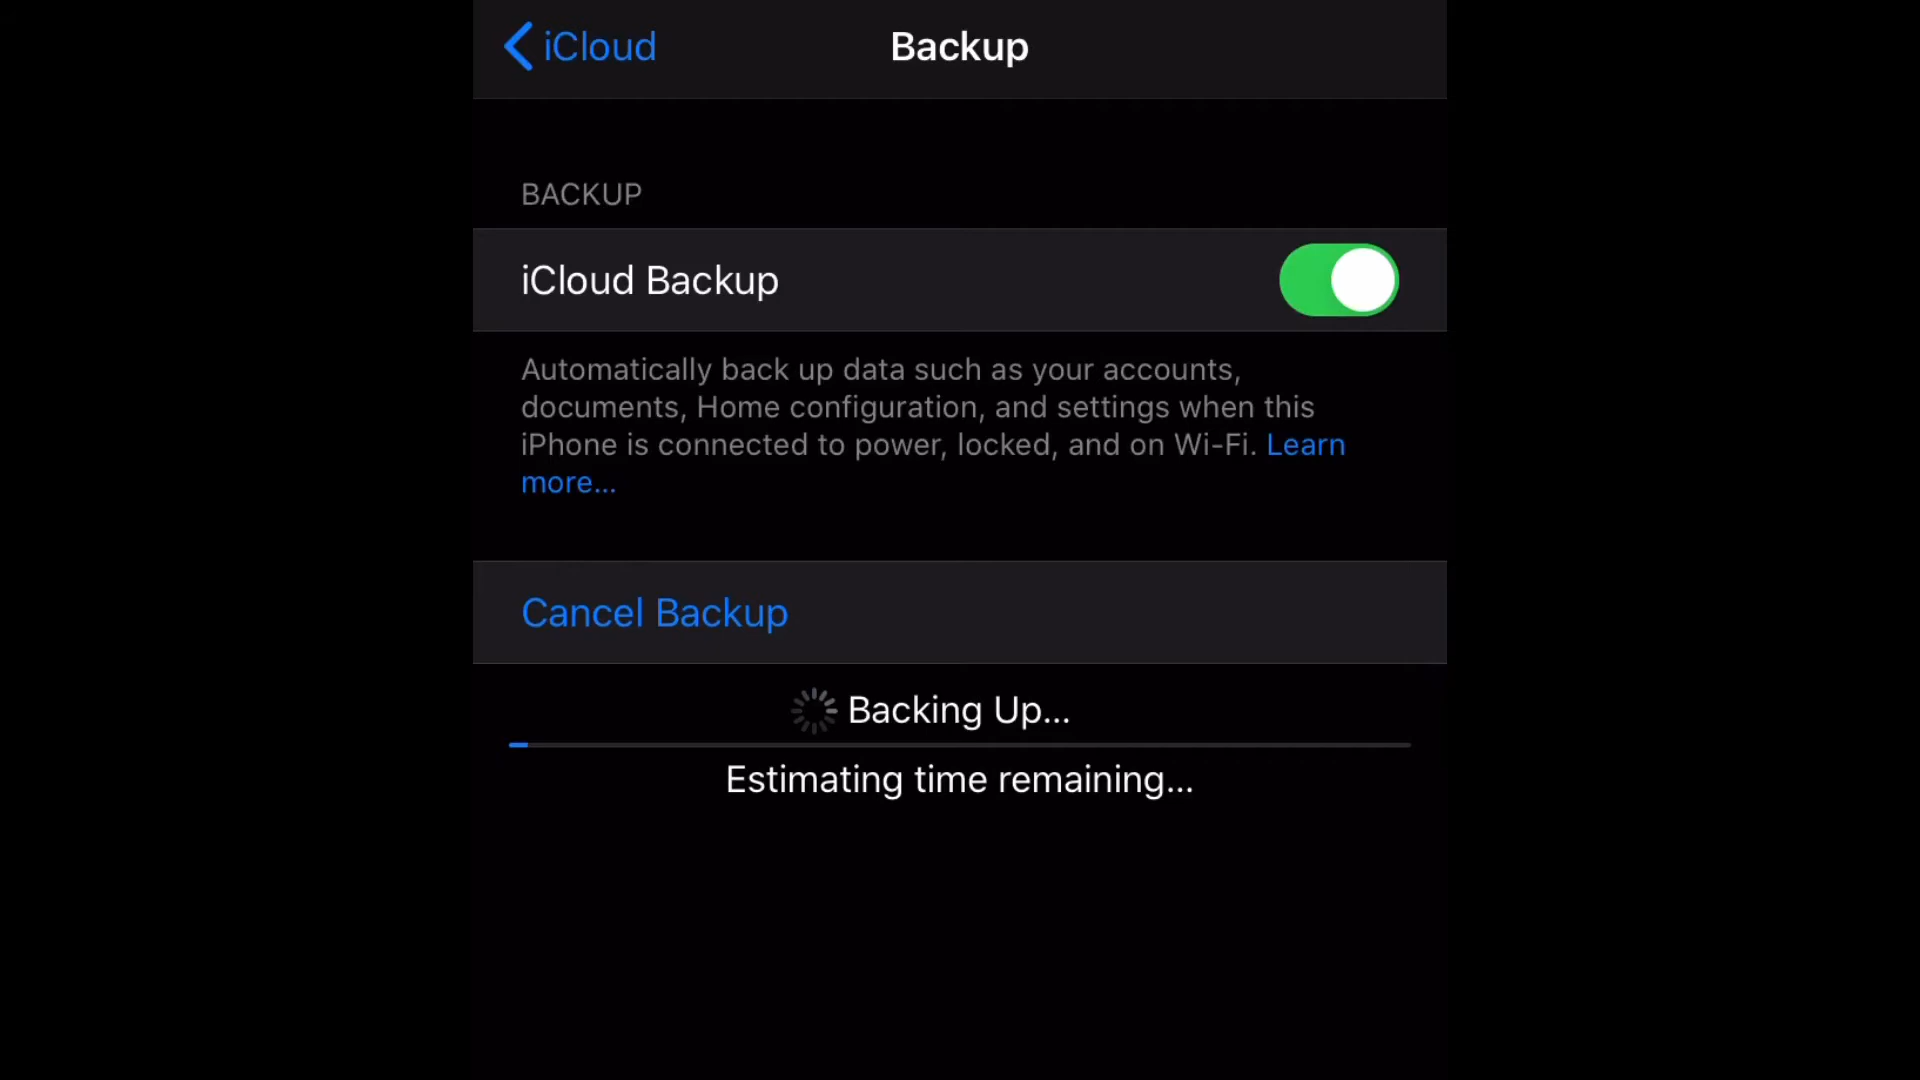 iCloud
Backup
BACKUP
iCloud Backup
Automatically back up data such as your accounts,
documents, Home configuration, and settings when this
iPhone is connected to power, locked, and on Wi-Fi. Learn
more...
Cancel Backup
Backing Up...
Estimating time remaining...